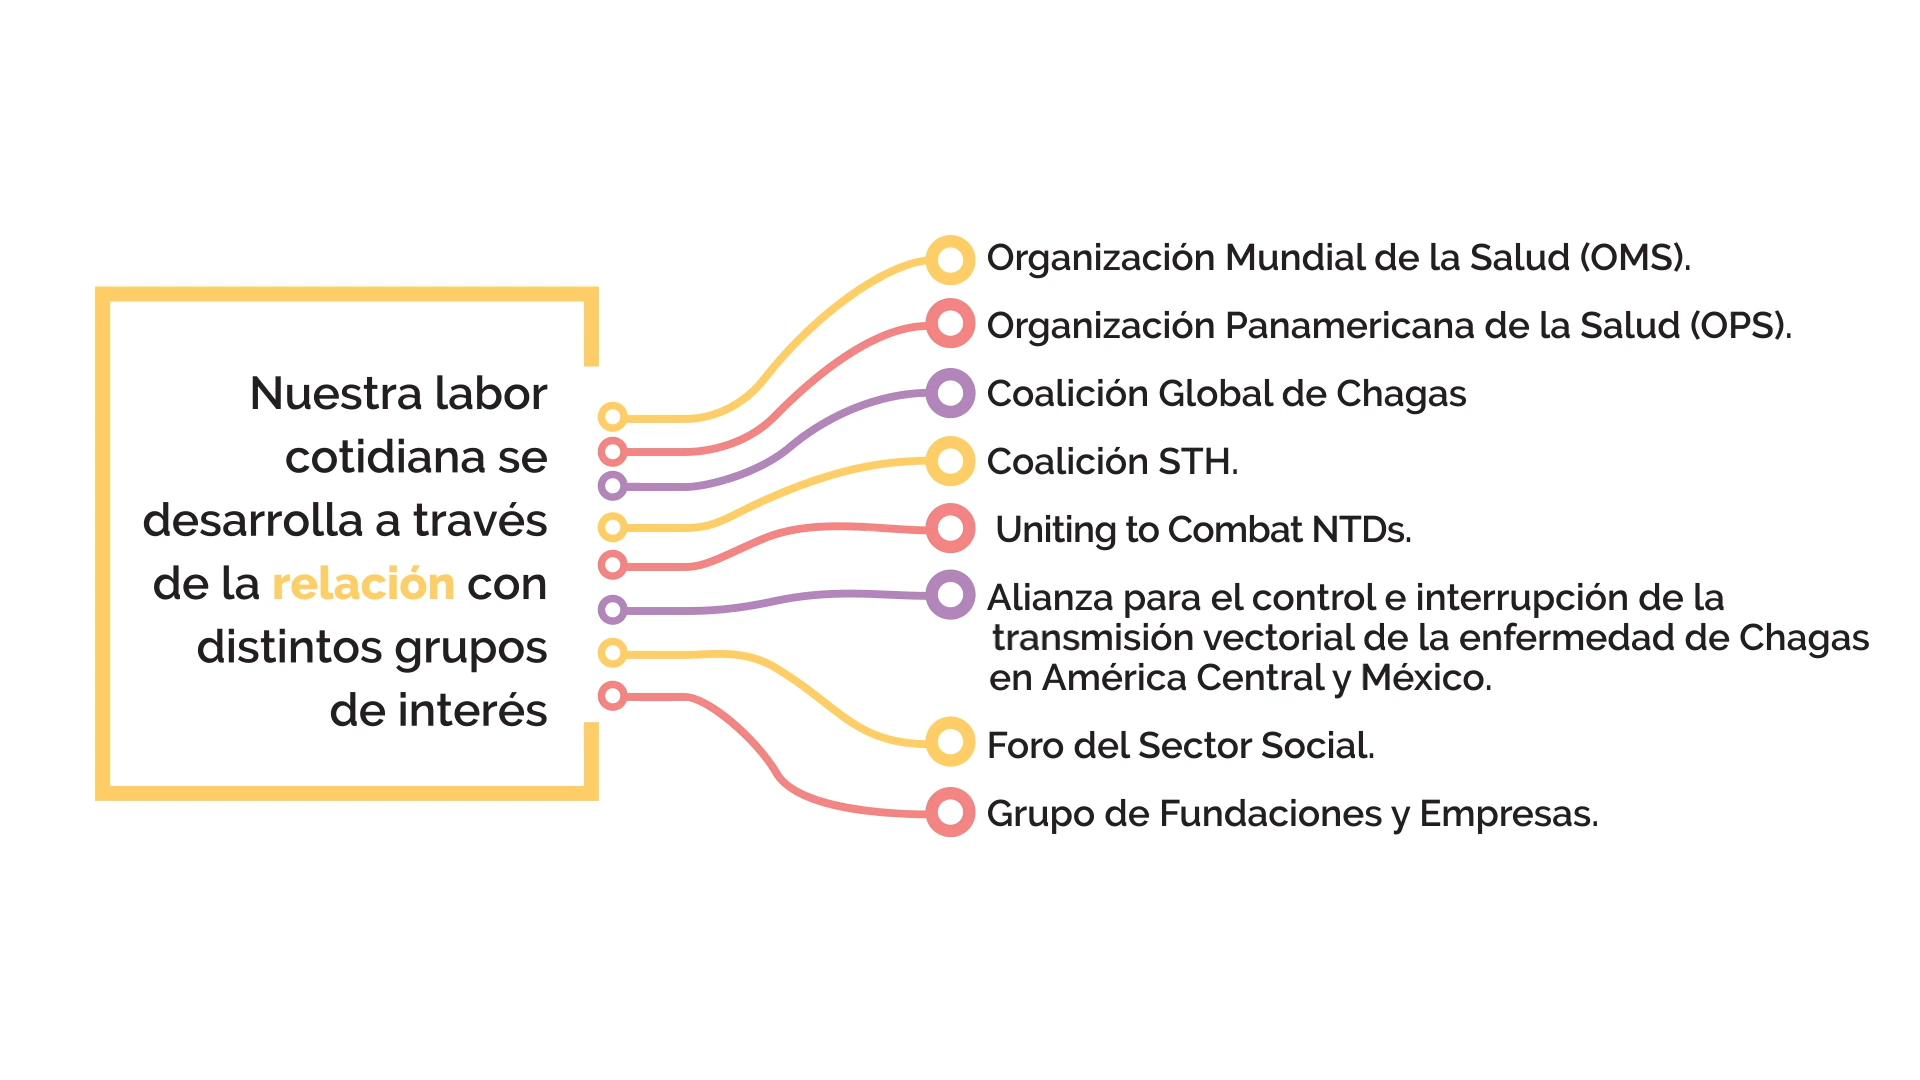 Nuestra labor
cotidiana se
desarrolla a través
de la relación con
distintos grupos
de interés
Organización Mundial de la Salud (OMS).
Organización Panamericana de la Salud (OPS).
Coalición Global de Chagas
Coalición STH.
Uniting to Combat NTDs.
Alianza para el control e interrupción de la
transmisión vectorial de la enfermedad de Chagas
en América Central y México.
Foro del Sector Social.
Grupo de Fundaciones y Empresas.